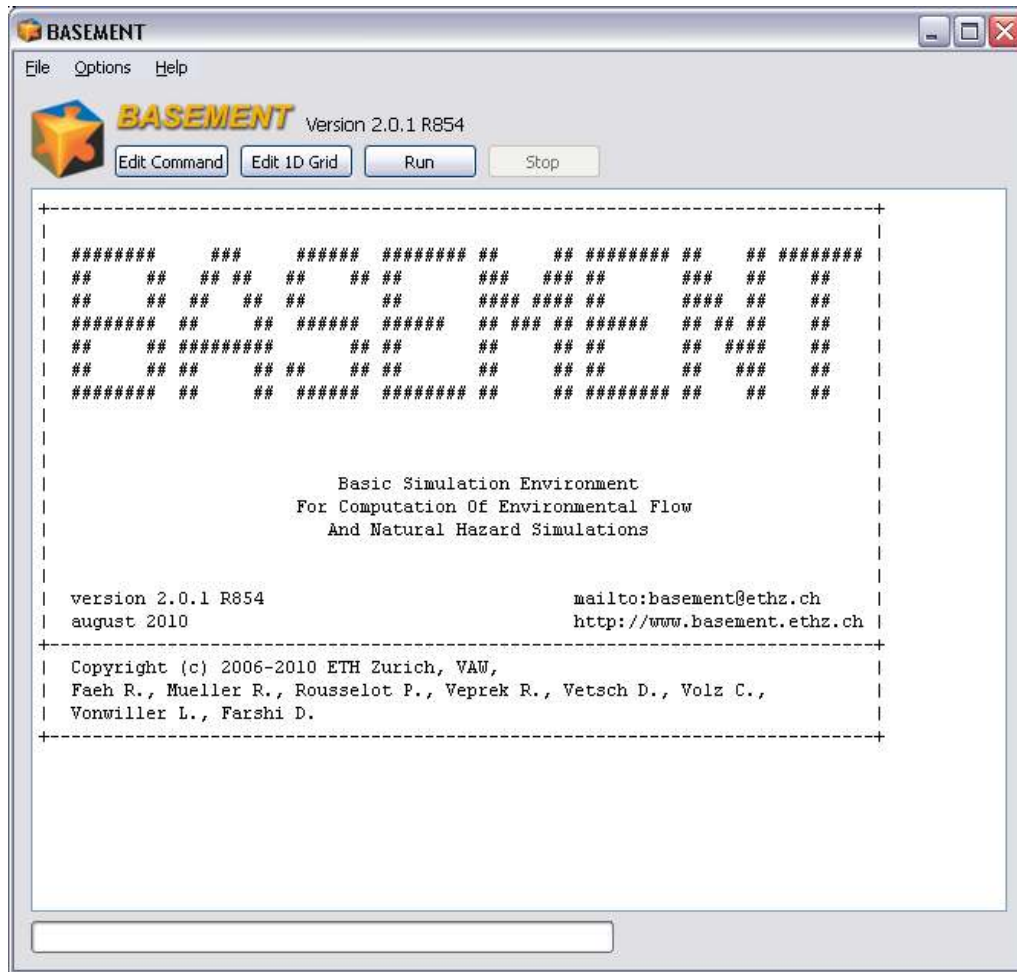 BASEMENT
File Options Help
BASEMENT Version 2.0.1 R854
Edit Command Edit 1D Grid Run Stop
BASEMENT
Basic Simulation Environment
For Computation Of Environmental Flow
And Natural Hazard Simulations
version 2.0.1 R854 mailto:basement@ethz.ch
august 2010 http://www.basement.ethz.ch
Copyright (c) 2006-2010 ETH Zurich, VAW,
Faeh R., Mueller R., Rousselot P., Veprek R., Vetsch D., Volz C.,
Vonwiller L., Farshi D.